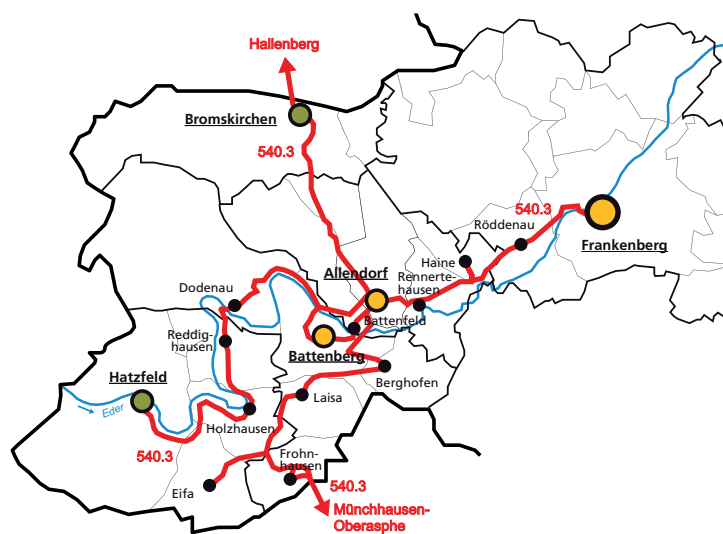 Hallenberg
Bromskirchen
540.3
540.3
Röddenau
Frankenberg
Haine
Allendorf
Rennerte-
hausen
Dodenau
Battenfeld
Reddig-
hausen
Battenberg
Hatzfeld
Berghofen
Laisa
Eder
Holzhausen
540.3
Frohn-
hausen
Eifa
540.3
Münchhausen-
Oberasphe